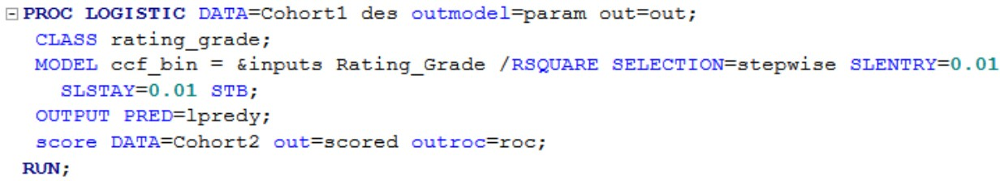 PROC LOGISTIC DATA=Cohort1 des outmodel=param out=out;
CLASS rating_grade;
MODEL ccf_bin = &inputs Rating_Grade /RSQUARE SELECTION=stepwise SLENTRY=0.01
SLSTAY=0.01 STB;
OUTPUT PRED=lpredy;
score DATA=Cohort2 out=scored outroc=roc;
RUN;